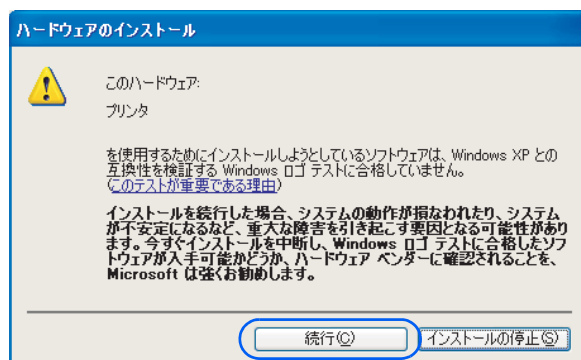 ハードウェアのインストール
このハードウェア:
プリンタ
を使用するためにインストールしようとしているソフトウェアは、Windows XP との
互換性を検証する Windows ロゴ テストに合格していません。
(このテストが重要である理由)
インストールを続行した場合、システムの動作が損なわれたり、システム
が不安定になるなど、重大な障害を引き起こす要因となる可能性があり
ます。今すぐインストールを中断し、Windows ロゴ テストに合格したソフ
トウェアが入手可能かどうか、ハードウェア ベンダーに確認されることを、
Microsoft は強くお勧めします。
続行(C) インストールの停止(S)